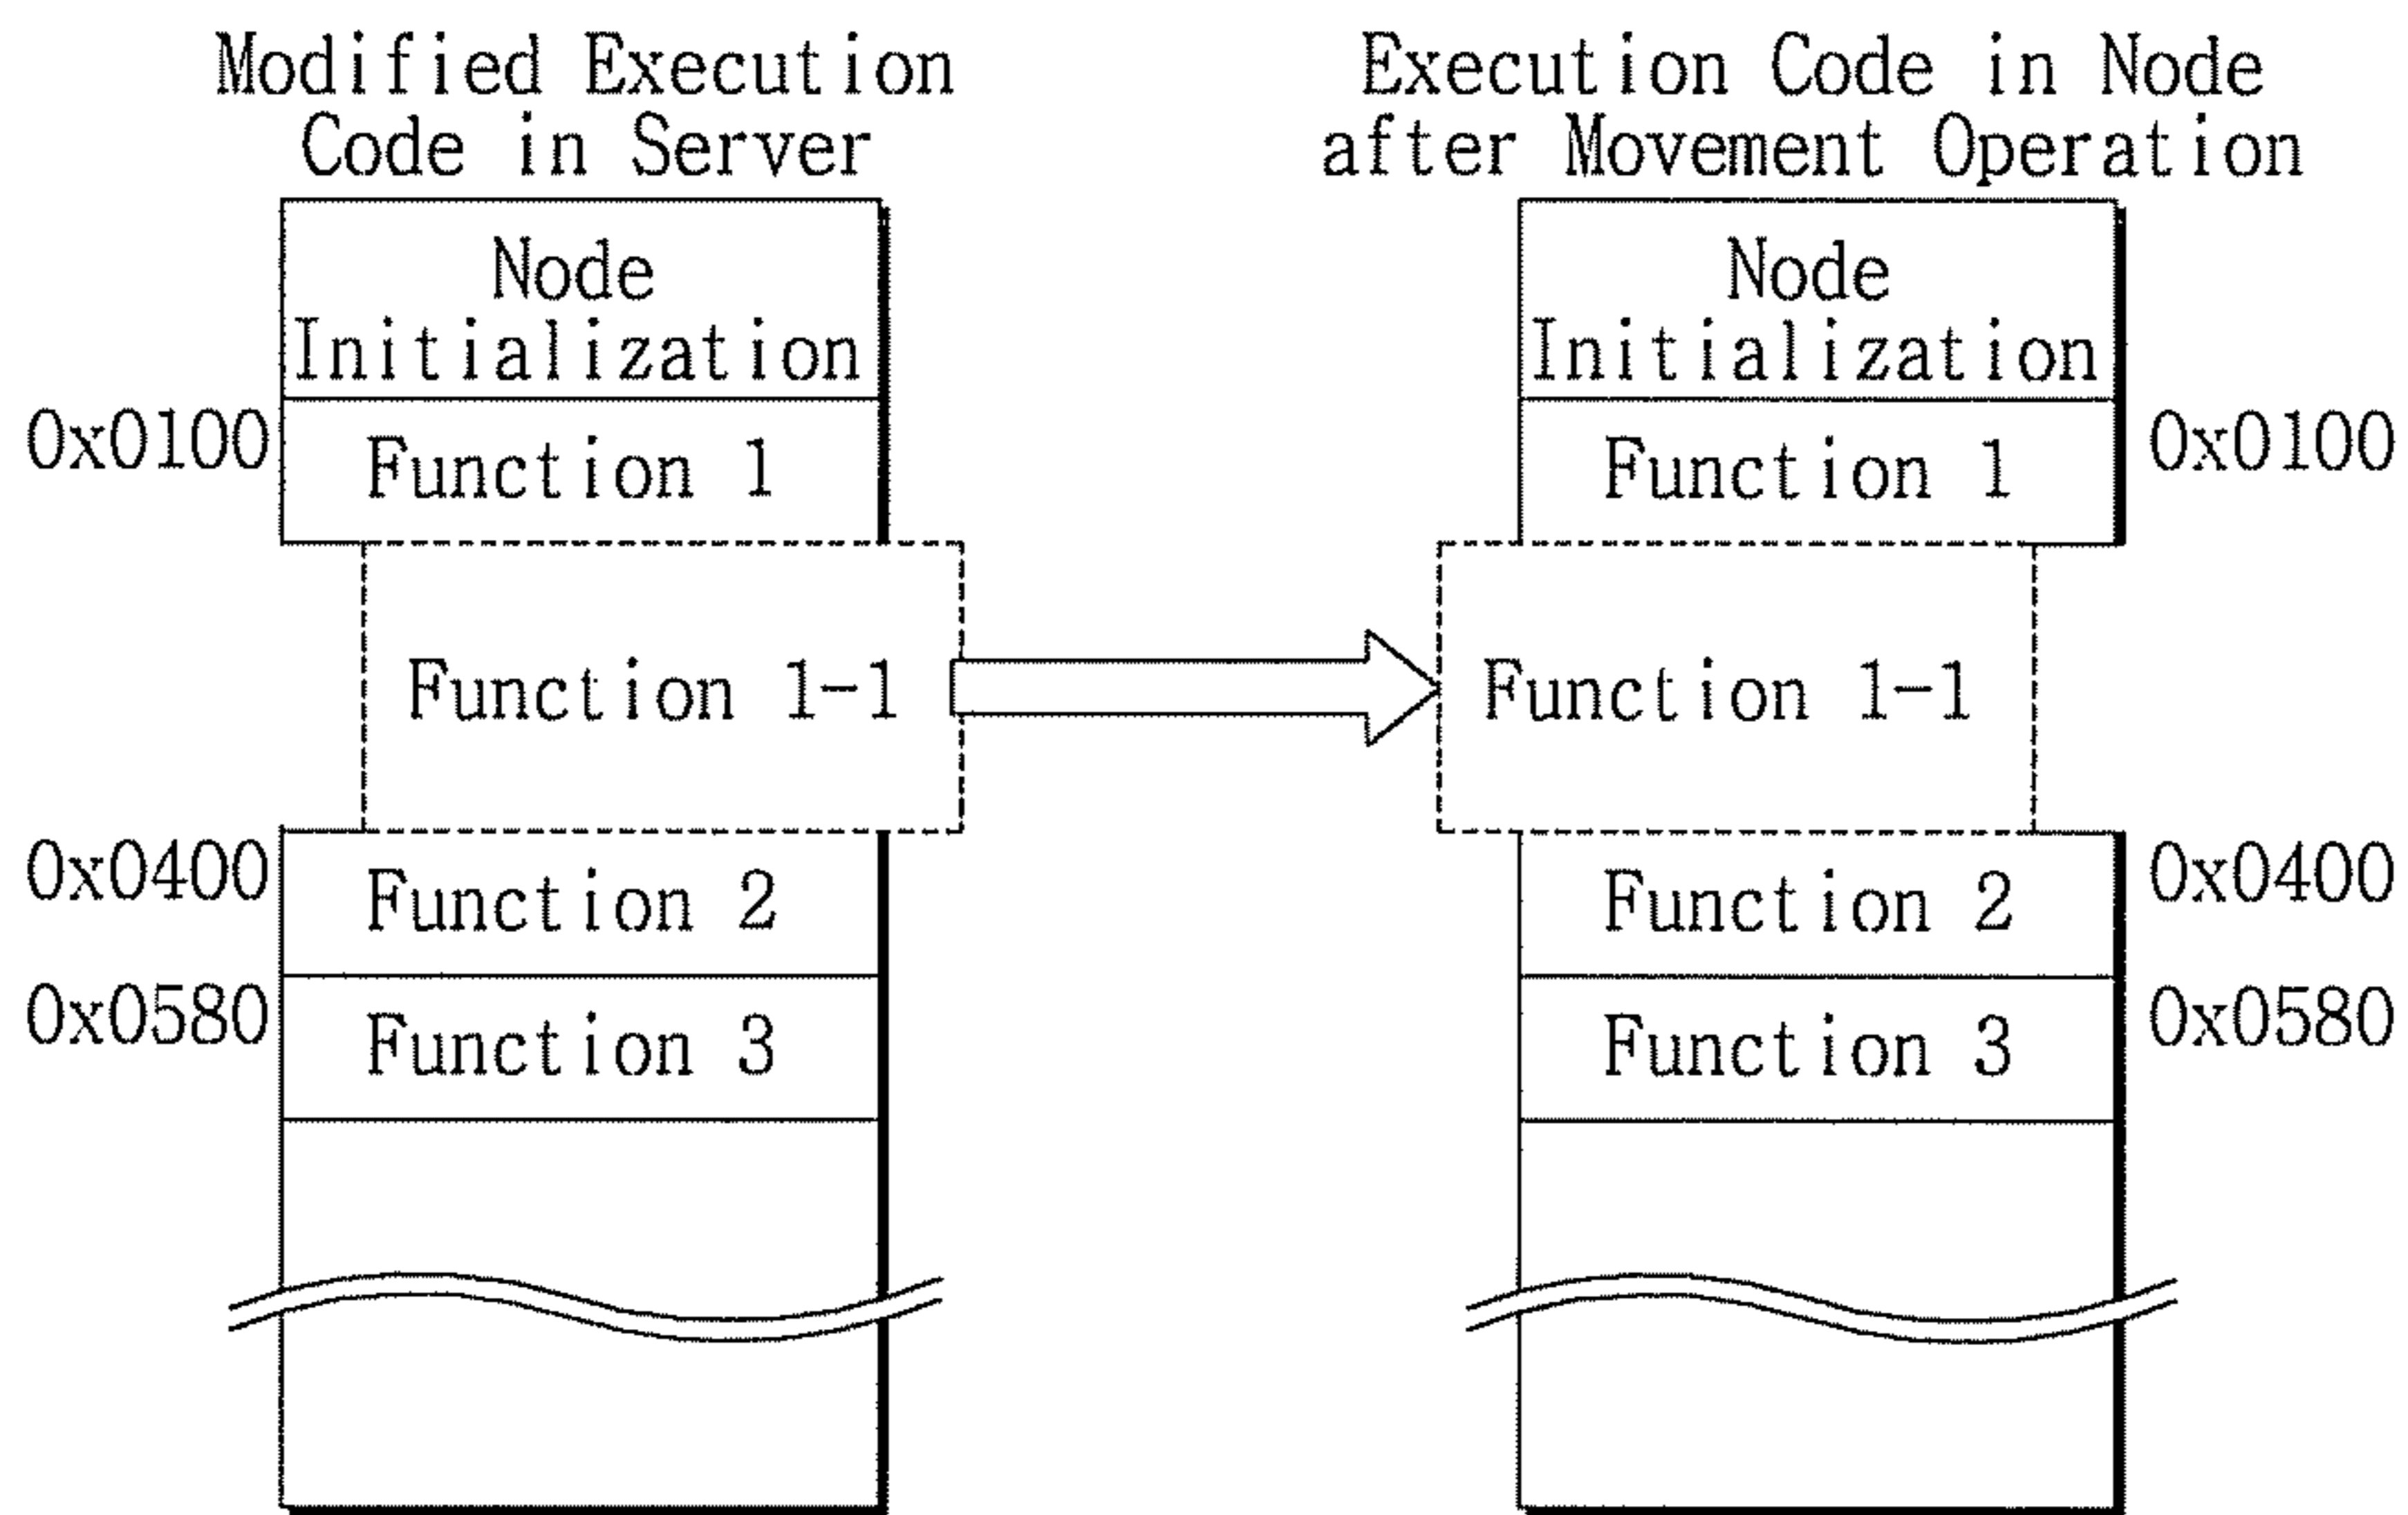 Modified Execution
Code in Server
Node
Initialization
0x0100
Function 1
Function 1-1
0x0400
Function 2
0x0580
Function 3
Execution Code in Node
after Movement Operation
Node
Initialization
Function 1
0x0100
Function 1-1
Function 2
0x0400
Function 3
0x0580